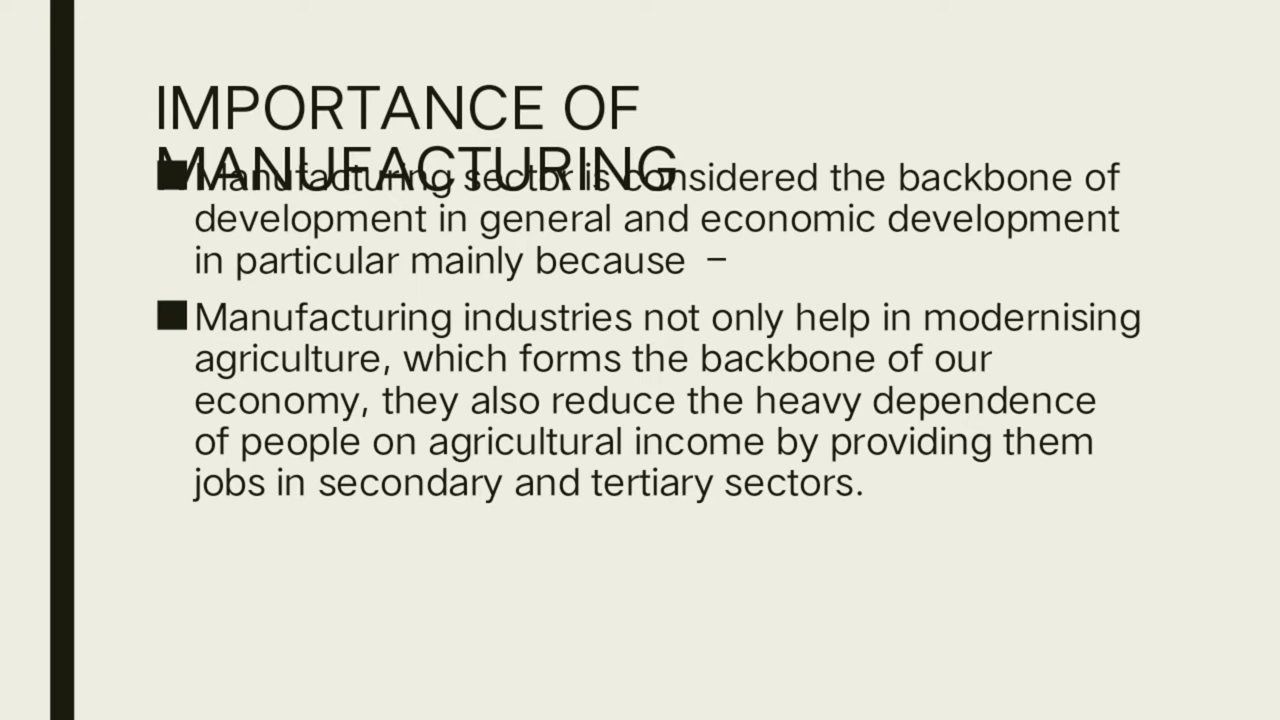 IMPORTANCE OF
MANUFACTURING
Manufacturing sector is considered the backbone of
development in general and economic development
in particular mainly because –
Manufacturing industries not only help in modernising
agriculture, which forms the backbone of our
economy, they also reduce the heavy dependence
of people on agricultural income by providing them
jobs in secondary and tertiary sectors.